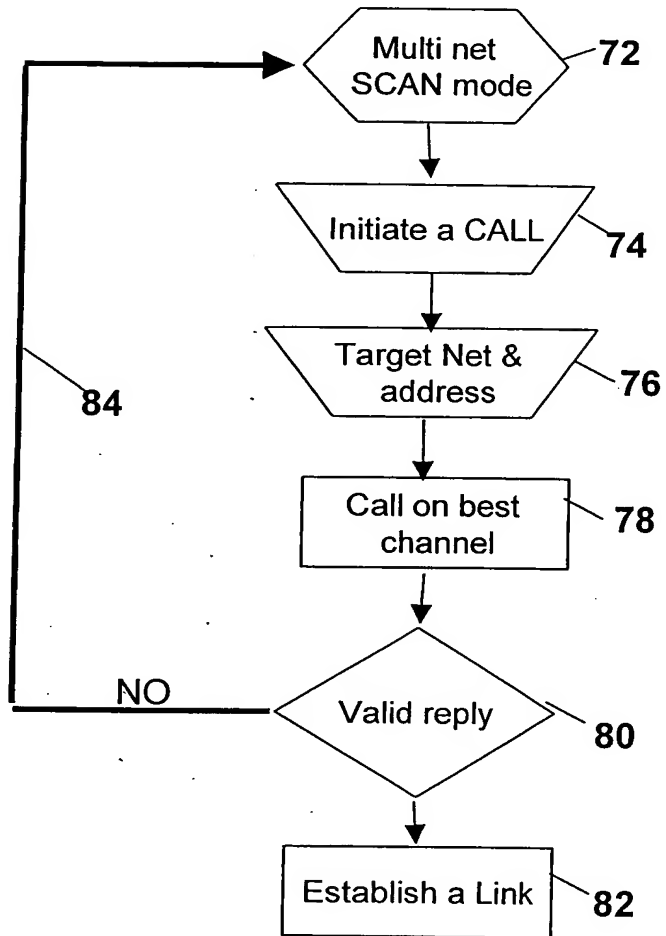 Multi net
SCAN mode
72
Initiate a CALL
74
Target Net &
address
76
84
Call on best
channel
78
NO
Valid reply
80
Establish a Link
82